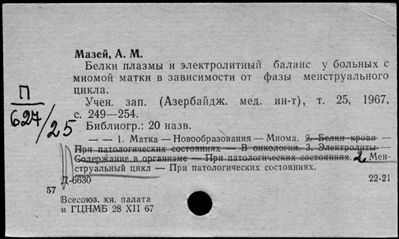 Мазей, А. М.
Белки плазмы и электролитный баланс у больных с
миомой матки в зависимости от фазы менструального
цикла.
П
627/25
Учен. зап. (Азербайдж. мед. ин-т), т. 25, 1967,
с. 249—254.
Библиогр.: 20 назв.
— — 1. Матка — Новообразования — Миома. 2. Белки крови —
При патологических состояниях — В онкологии. 3. Электролиты —
Содержание в организме — При патологических состояниях. 2 Мен-
струальный цикл — При патологических состояниях.
П-6630
22-21
57
Всесоюз. кн. палата
и ГЦНМБ 28 XII 67